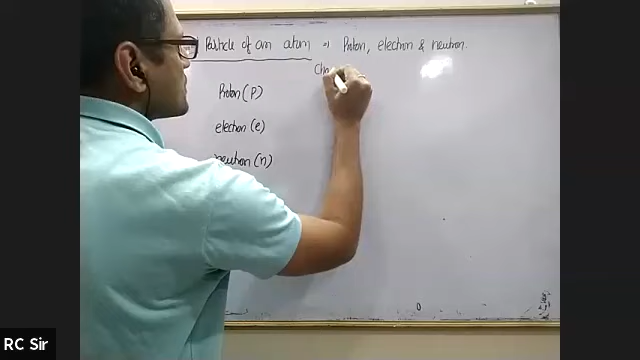 Particle of an atom ⇒ Proton, electron & neutron.
Proton (P)
electron (e)
neutron (n)
RC Sir